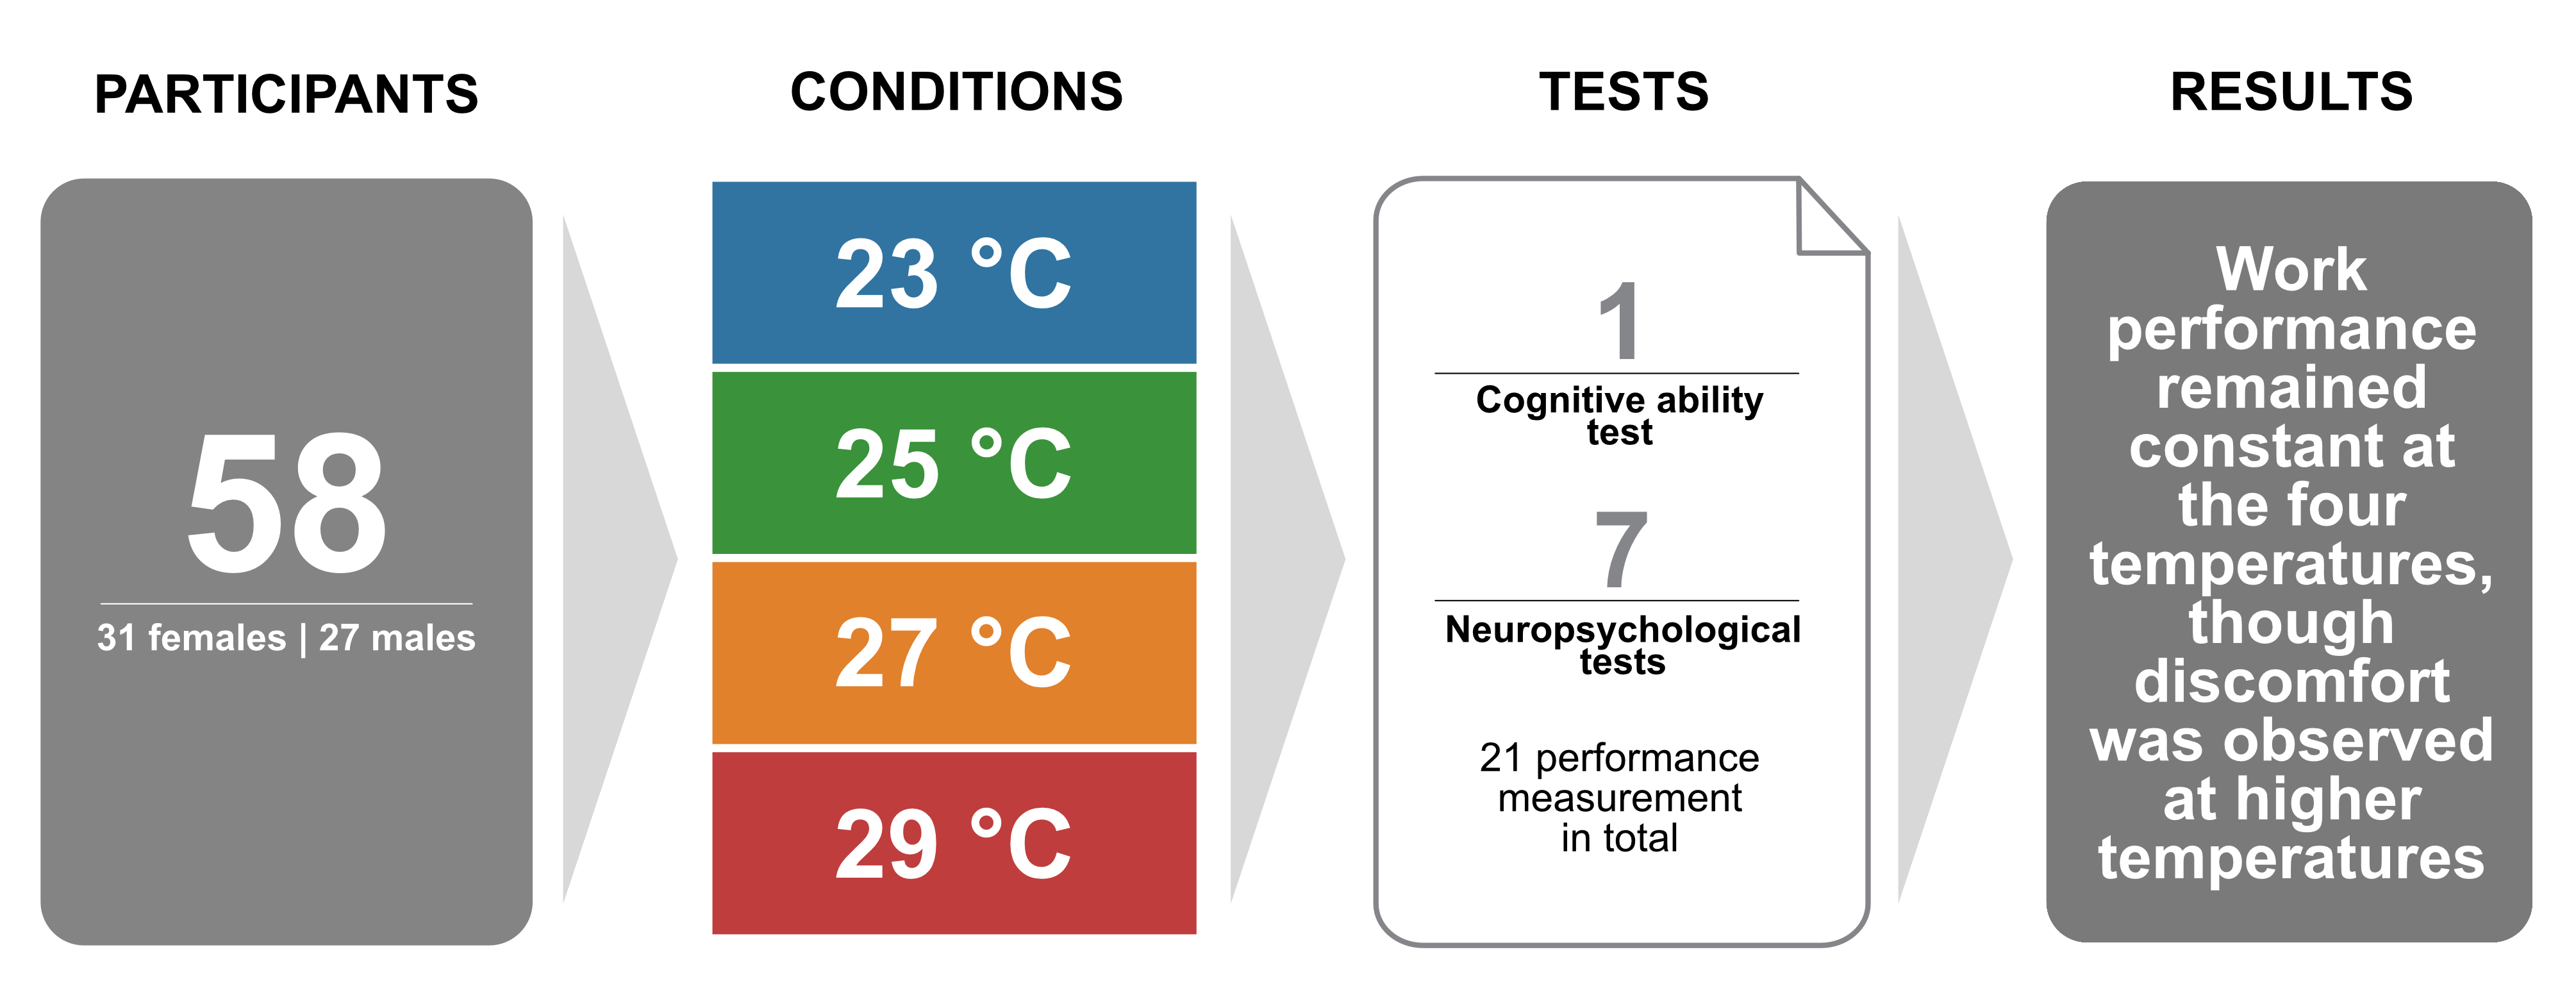 PARTICIPANTS
58
31 females | 27 males
CONDITIONS
23 °C
25 °C
27 °C
29 °C
TESTS
1
Cognitive ability
test
7
Neuropsychological
tests
21 performance
measurement
in total
RESULTS
Work
performance
remained
constant at
the four
temperatures,
though
discomfort
was observed
at higher
temperatures